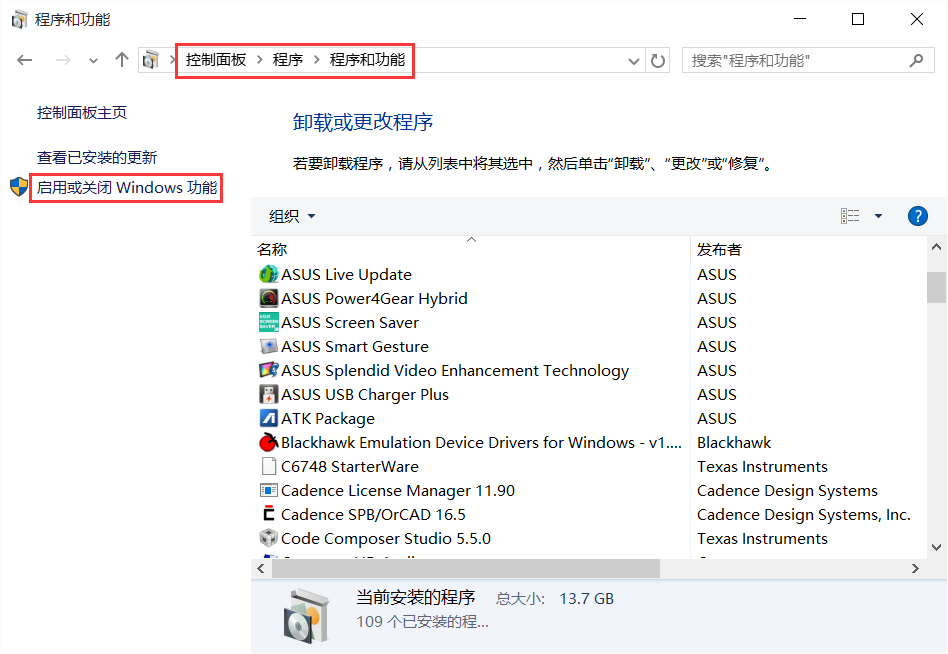 程序和功能
控制面板 > 程序 > 程序和功能
搜索"程序和功能"
控制面板主页
查看已安装的更新
启用或关闭 Windows 功能
卸载或更改程序
若要卸载程序，请从列表中将其选中，然后单击“卸载”、“更改”或“修复”。
组织
名称 发布者
ASUS Live Update ASUS
ASUS Power4Gear Hybrid ASUS
ASUS Screen Saver ASUS
ASUS Smart Gesture ASUS
ASUS Splendid Video Enhancement Technology ASUS
ASUS USB Charger Plus ASUS
ATK Package ASUS
Blackhawk Emulation Device Drivers for Windows - v1.... Blackhawk
C6748 StarterWare Texas Instruments
Cadence License Manager 11.90 Cadence Design Systems
Cadence SPB/OrCAD 16.5 Cadence Design Systems, Inc.
Code Composer Studio 5.5.0 Texas Instruments
当前安装的程序 总大小: 13.7 GB
109 个已安装的程...